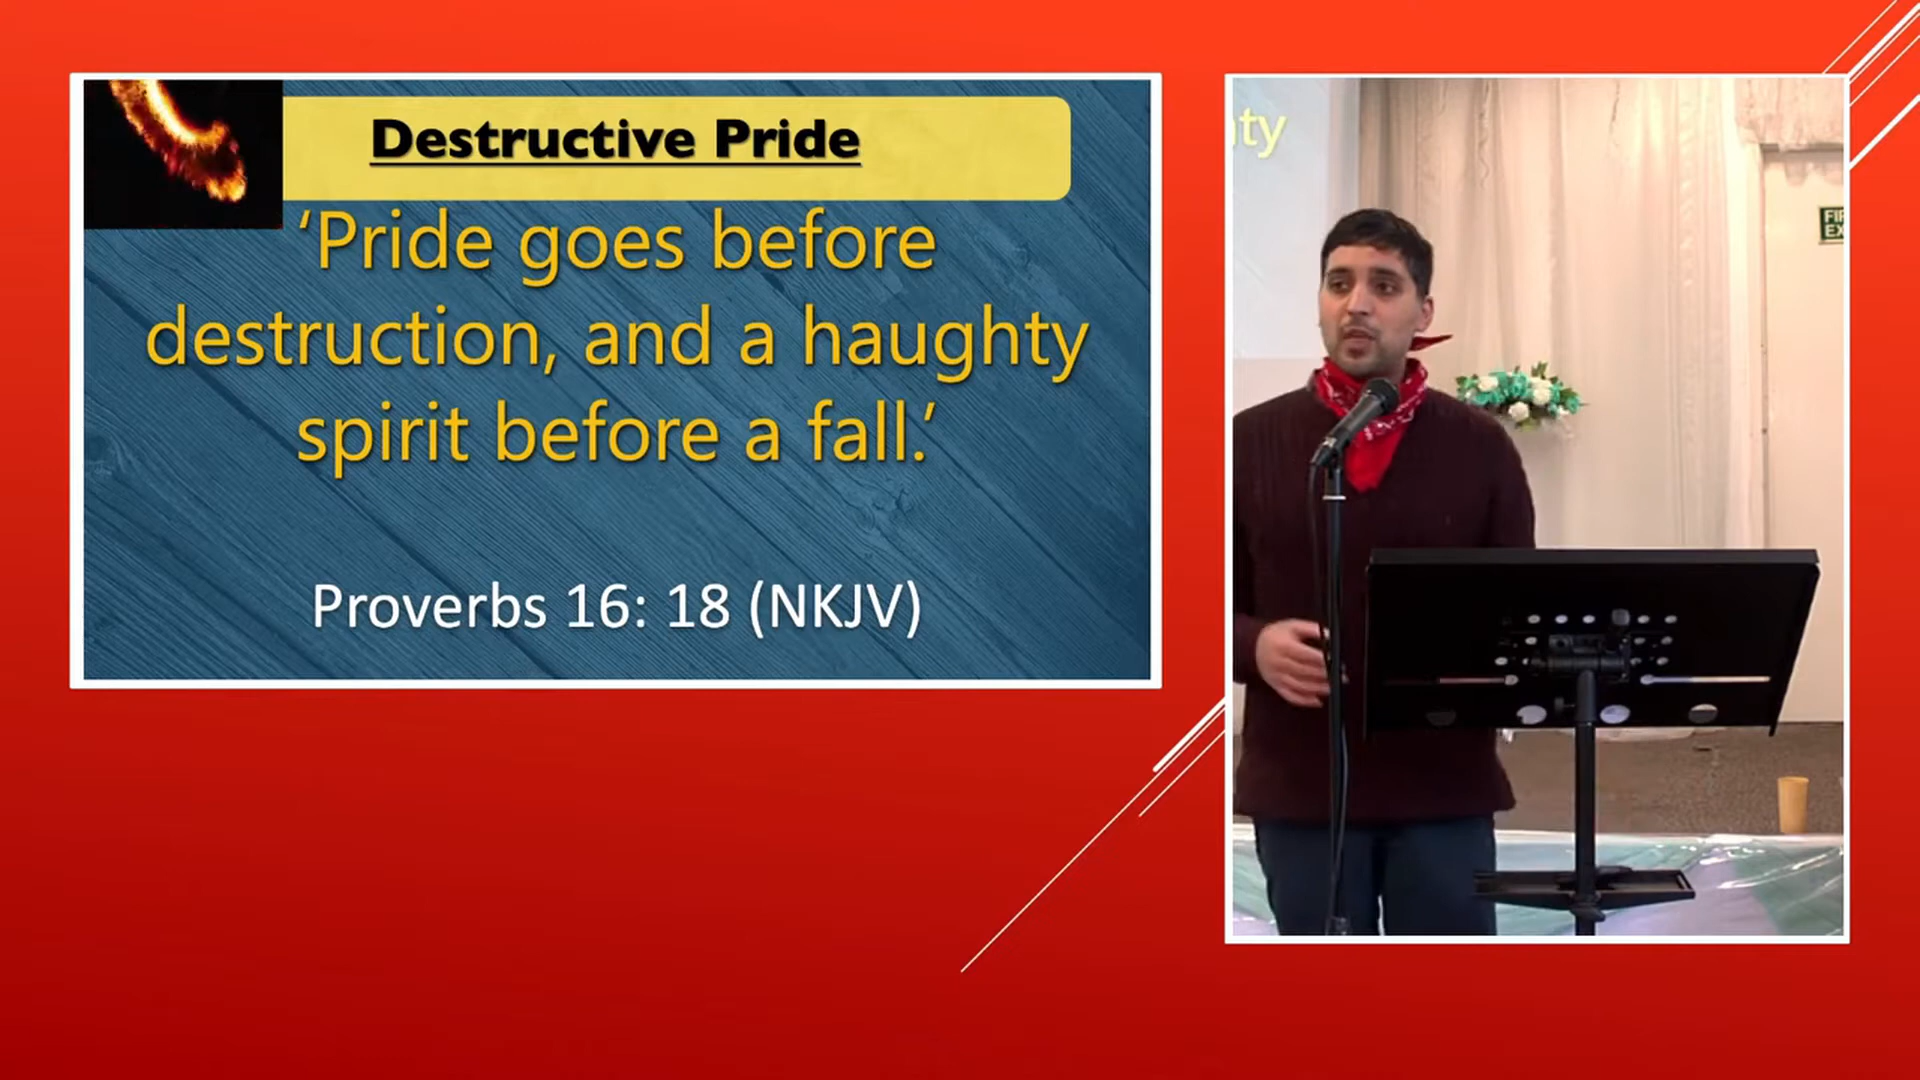 Destructive Pride
‘Pride goes before
destruction, and a haughty
spirit before a fall.’
Proverbs 16: 18 (NKJV)
ty